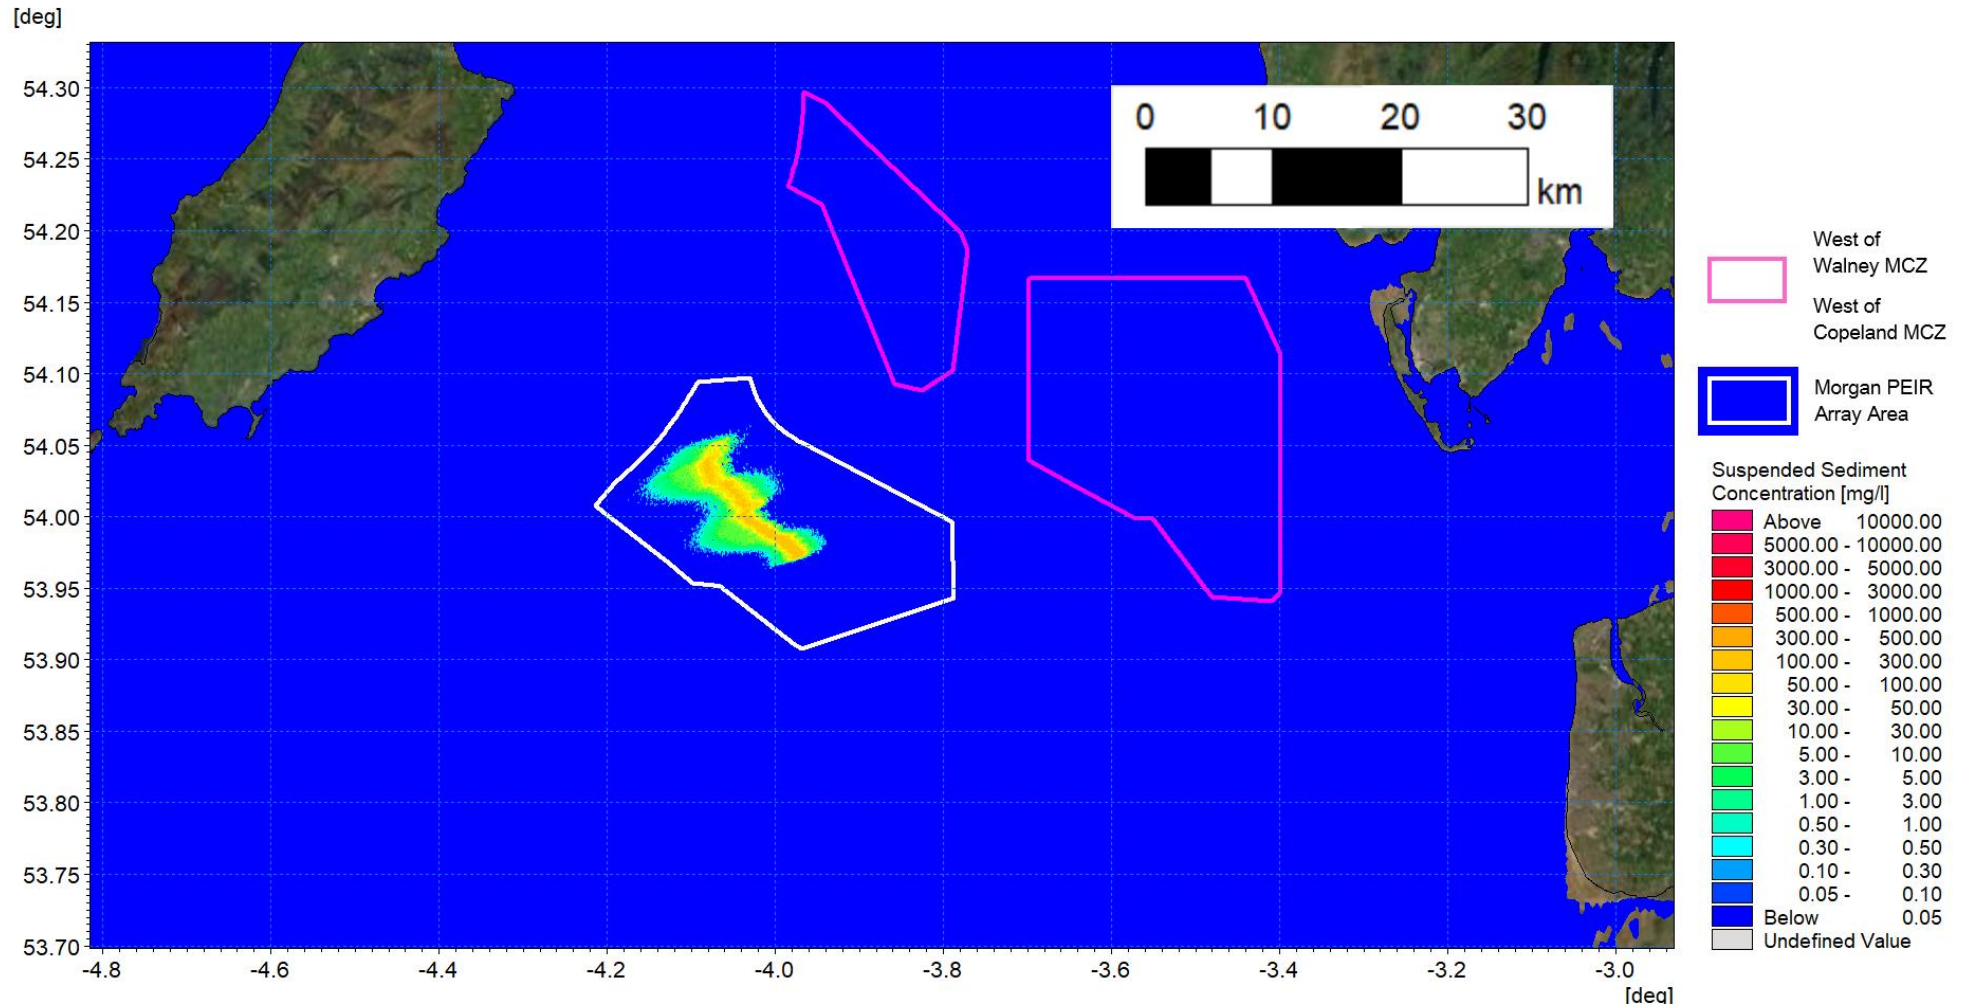 [deg]
54.30
54.25
54.20
54.15
54.10
54.05
54.00
53.95
53.90
53.85
53.80
53.75
53.70
-4.8 -4.6 -4.4 -4.2 -4.0 -3.8 -3.6 -3.4 -3.2 -3.0
[deg]
0 10 20 30
km
West of
Walney MCZ
West of
Copeland MCZ
Morgan PEIR
Array Area
Suspended Sediment
Concentration [mg/l]
Above 10000.00
5000.00 - 10000.00
3000.00 - 5000.00
1000.00 - 3000.00
500.00 - 1000.00
300.00 - 500.00
100.00 - 300.00
50.00 - 100.00
30.00 - 50.00
10.00 - 30.00
5.00 - 10.00
3.00 - 5.00
1.00 - 3.00
0.50 - 1.00
0.30 - 0.50
0.10 - 0.30
0.05 - 0.10
Below 0.05
Undefined Value